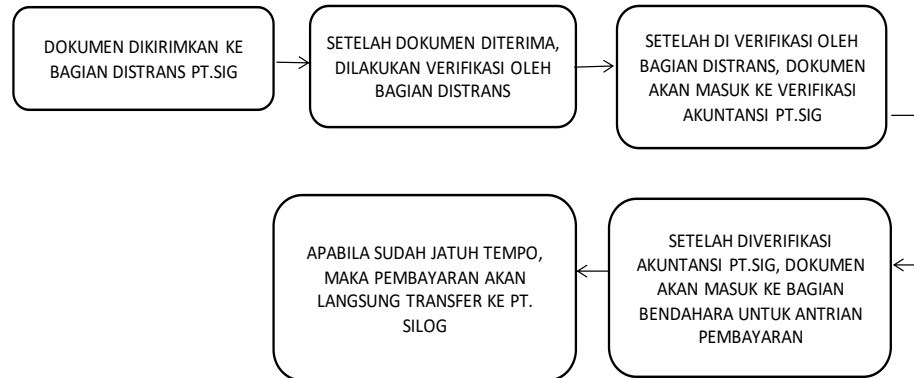 DOKUMEN DIKIRIMKAN KE
BAGIAN DISTRANS PT.SIG
SETELAH DOKUMEN DITERIMA,
DILAKUKAN VERIFIKASI OLEH
BAGIAN DISTRANS
SETELAH DI VERIFIKASI OLEH
BAGIAN DISTRANS, DOKUMEN
AKAN MASUK KE VERIFIKASI
AKUNTANSI PT.SIG
SETELAH DIVERIFIKASI
AKUNTANSI PT.SIG, DOKUMEN
AKAN MASUK KE BAGIAN
BENDAHARA UNTUK ANTRIAN
PEMBAYARAN
APABILA SUDAH JATUH TEMPO,
MAKA PEMBAYARAN AKAN
LANGSUNG TRANSFER KE PT.
SILOG